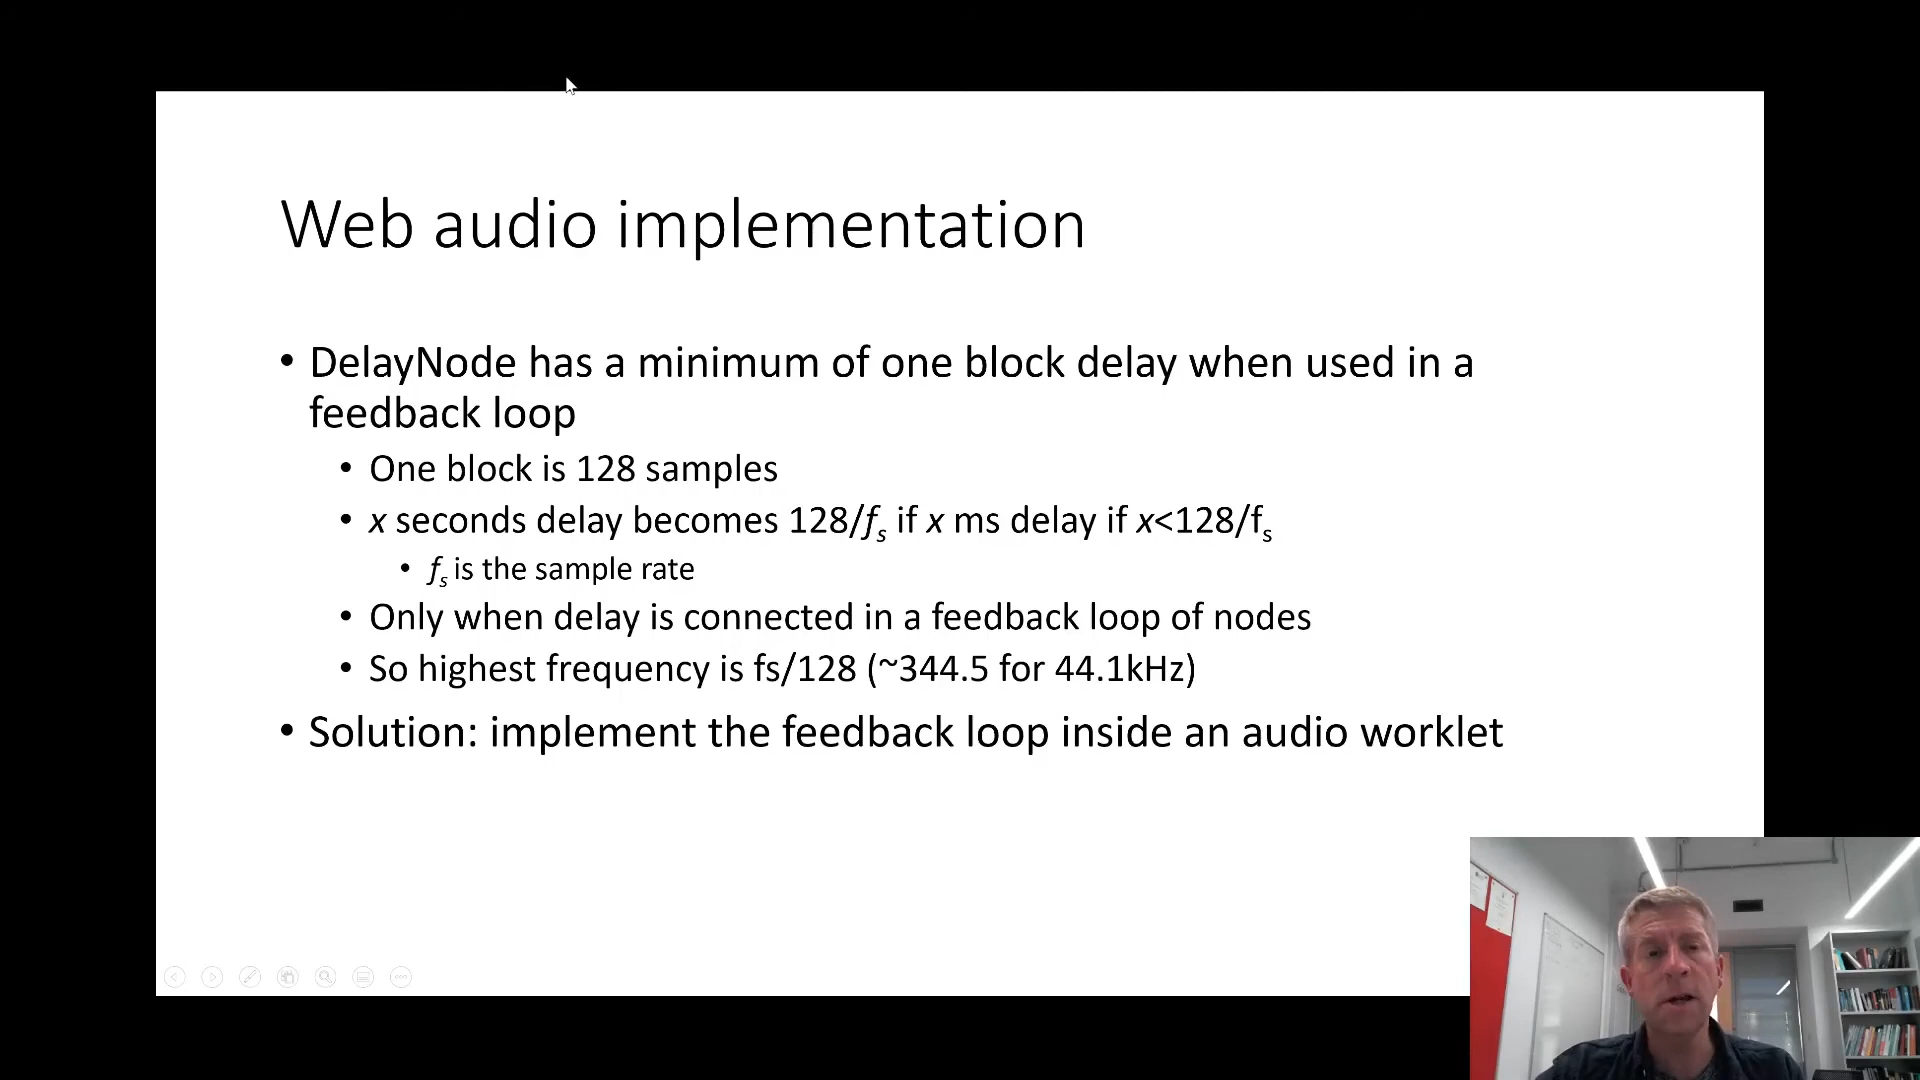 Web audio implementation
• DelayNode has a minimum of one block delay when used in a
feedback loop
• One block is 128 samples
• x seconds delay becomes 128/fs if x ms delay if x<128/fs
• fs is the sample rate
• Only when delay is connected in a feedback loop of nodes
• So highest frequency is fs/128 (~344.5 for 44.1kHz)
• Solution: implement the feedback loop inside an audio worklet